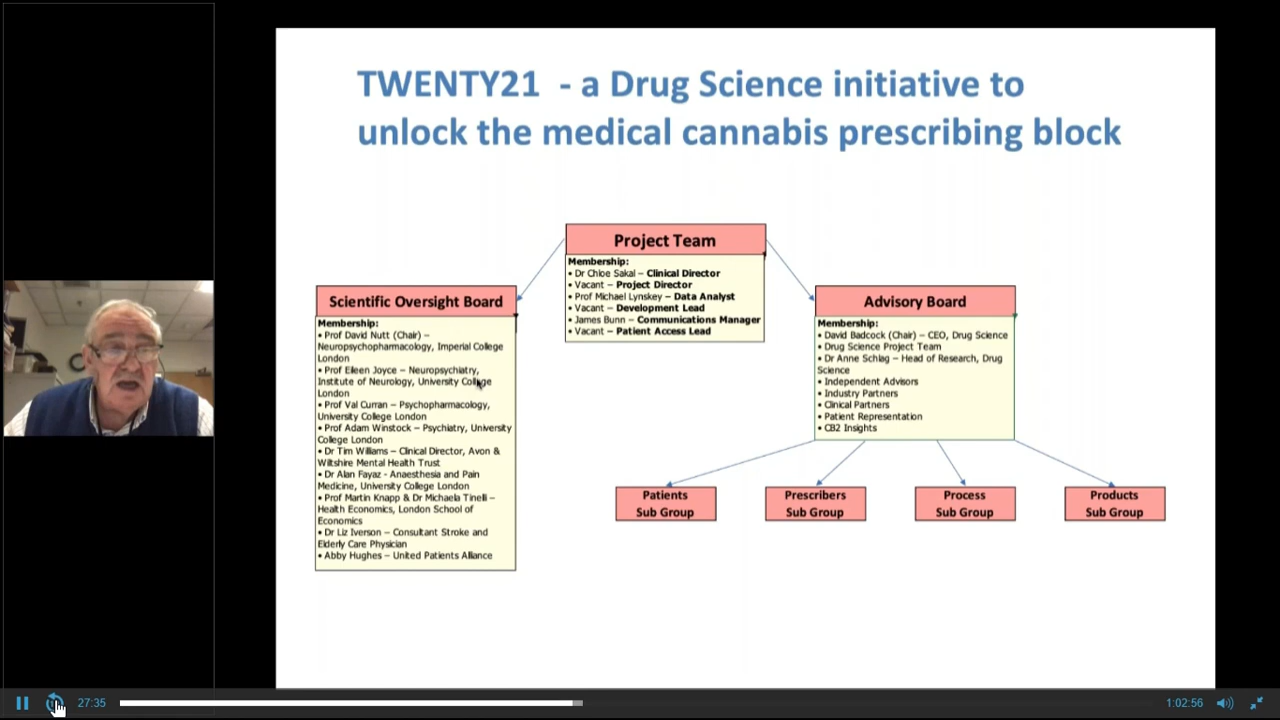 TWENTY21 - a Drug Science initiative to
unlock the medical cannabis prescribing block
Project Team
Membership:
• Dr Chloe Sakal – Clinical Director
• Vacant – Project Director
• Prof Michael Lynskey – Data Analyst
• Vacant – Development Lead
• James Bunn – Communications Manager
• Vacant – Patient Access Lead
Scientific Oversight Board
Membership:
• Prof David Nutt (Chair) –
Neuropsychopharmacology, Imperial College
London
• Prof Eileen Joyce – Neuropsychiatry,
Institute of Neurology, University College
London
• Prof Val Curran – Psychopharmacology,
University College London
• Prof Adam Winstock – Psychiatry, University
College London
• Dr Tim Williams – Clinical Director, Avon &
Wiltshire Mental Health Trust
• Dr Alan Fayaz - Anaesthesia and Pain
Medicine, University College London
• Prof Martin Knapp & Dr Michaela Tinelli –
Health Economics, London School of
Economics
• Dr Liz Iverson – Consultant Stroke and
Elderly Care Physician
• Abby Hughes – United Patients Alliance
Advisory Board
Membership:
• David Badcock (Chair) – CEO, Drug Science
• Drug Science Project Team
• Dr Anne Schlag – Head of Research, Drug
Science
• Independent Advisors
• Industry Partners
• Clinical Partners
• Patient Representation
• CB2 Insights
Patients
Sub Group
Prescribers
Sub Group
Process
Sub Group
Products
Sub Group
27:35
1:02:56